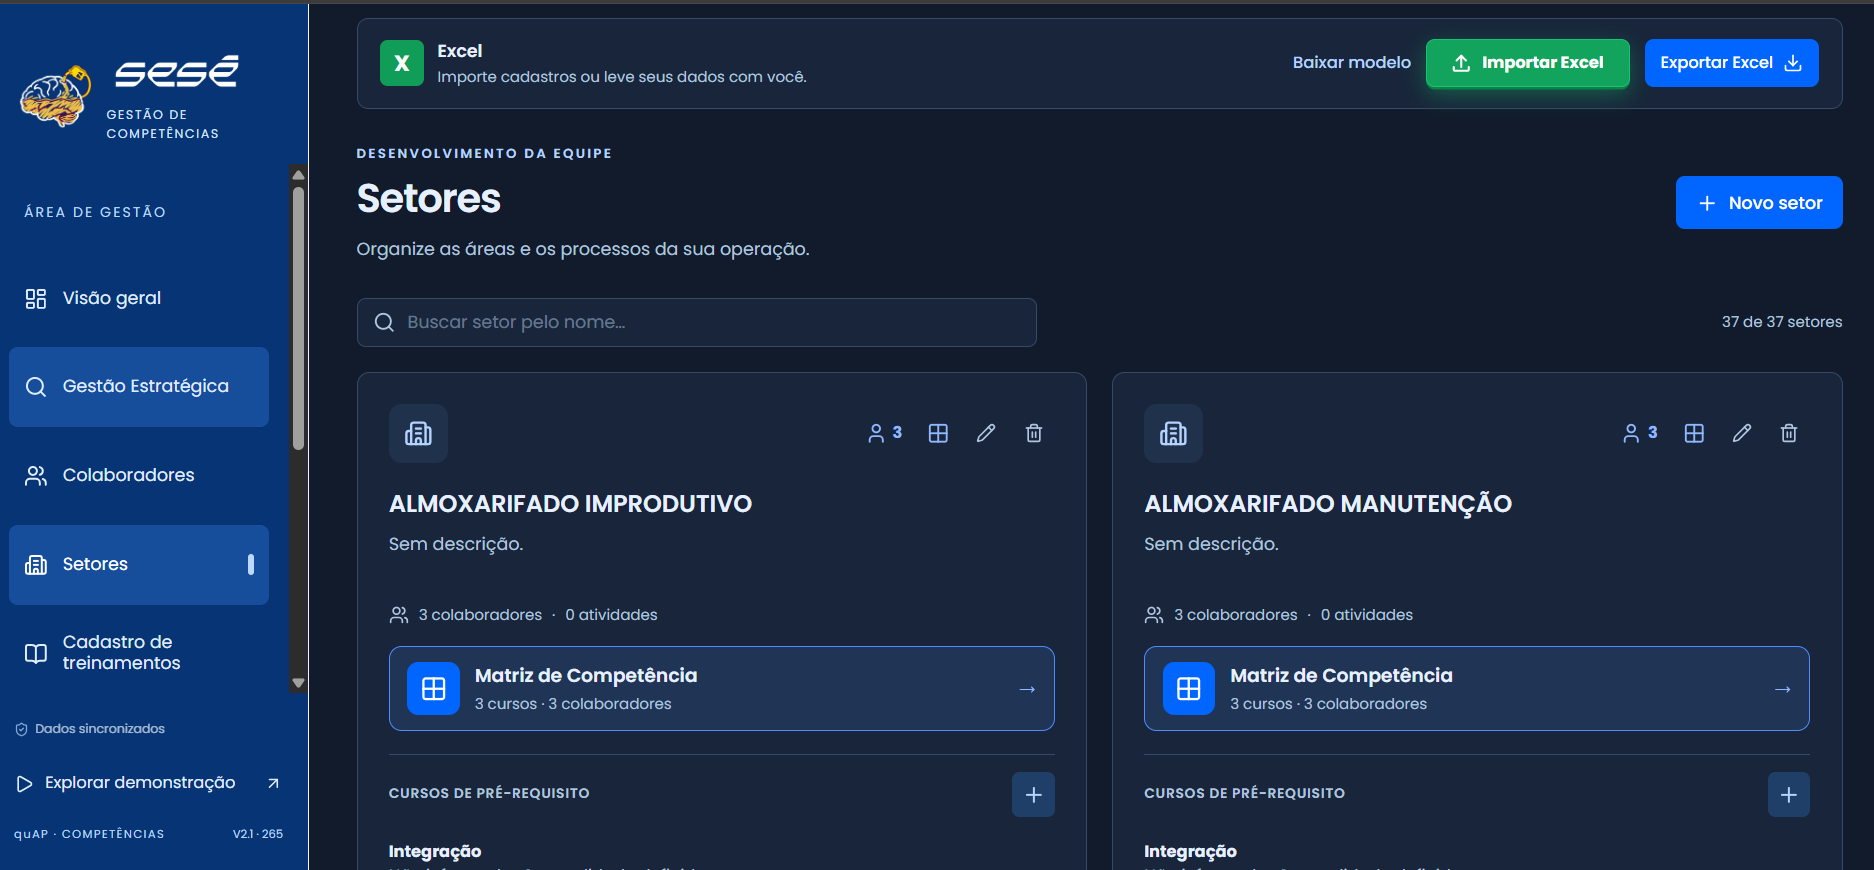 sesé
GESTÃO DE
COMPETÊNCIAS
ÁREA DE GESTÃO
Visão geral
Gestão Estratégica
Colaboradores
Setores
Cadastro de
treinamentos
Dados sincronizados
Explorar demonstração
quAP · COMPETÊNCIAS
V2.1 · 265
X
Excel
Importe cadastros ou leve seus dados com você.
Baixar modelo
Importar Excel
Exportar Excel
DESENVOLVIMENTO DA EQUIPE
Setores
Organize as áreas e os processos da sua operação.
Novo setor
Buscar setor pelo nome...
37 de 37 setores
3
ALMOXARIFADO IMPRODUTIVO
Sem descrição.
3 colaboradores · 0 atividades
Matriz de Competência
3 cursos · 3 colaboradores
→
CURSOS DE PRÉ-REQUISITO
Integração
3
ALMOXARIFADO MANUTENÇÃO
Sem descrição.
3 colaboradores · 0 atividades
Matriz de Competência
3 cursos · 3 colaboradores
→
CURSOS DE PRÉ-REQUISITO
Integração